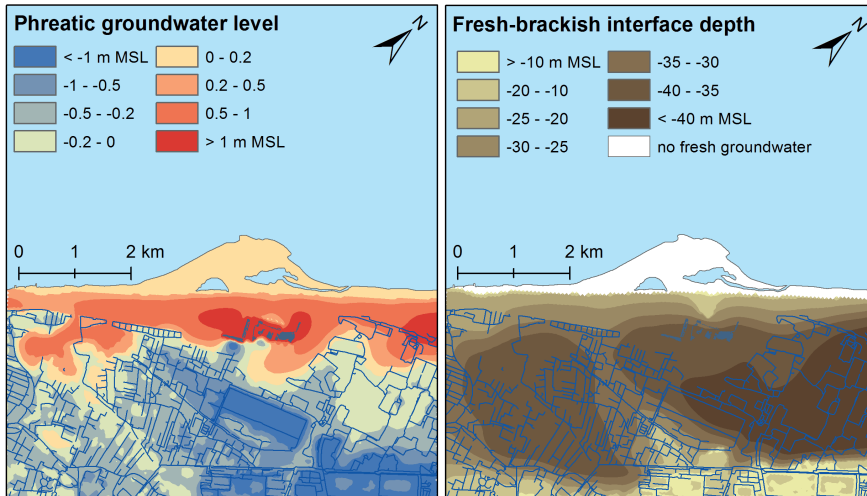 Phreatic groundwater level
N
< -1 m MSL
0 - 0.2
-1 - -0.5
0.2 - 0.5
-0.5 - -0.2
0.5 - 1
-0.2 - 0
> 1 m MSL
0 1 2 km
Fresh-brackish interface depth
N
> -10 m MSL
-35 - -30
-20 - -10
-40 - -35
-25 - -20
< -40 m MSL
-30 - -25
no fresh groundwater
0 1 2 km